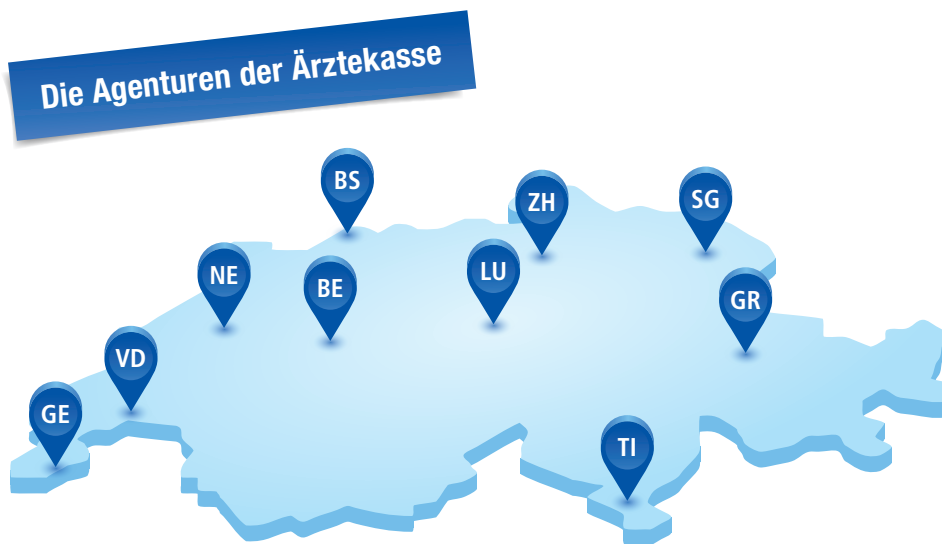 Die Agenturen der Ärztekasse
BS
ZH
SG
NE
BE
LU
GR
VD
GE
TI